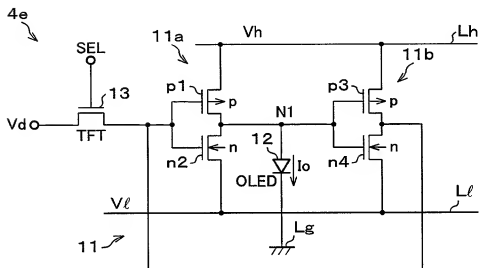 4e
11a
Vh
Lh
SEL
11b
13
p1
p
p3
p
N1
Vd
TFT
n2
n
12
Io
n4
n
OLED
Vℓ
Lℓ
11
Lg